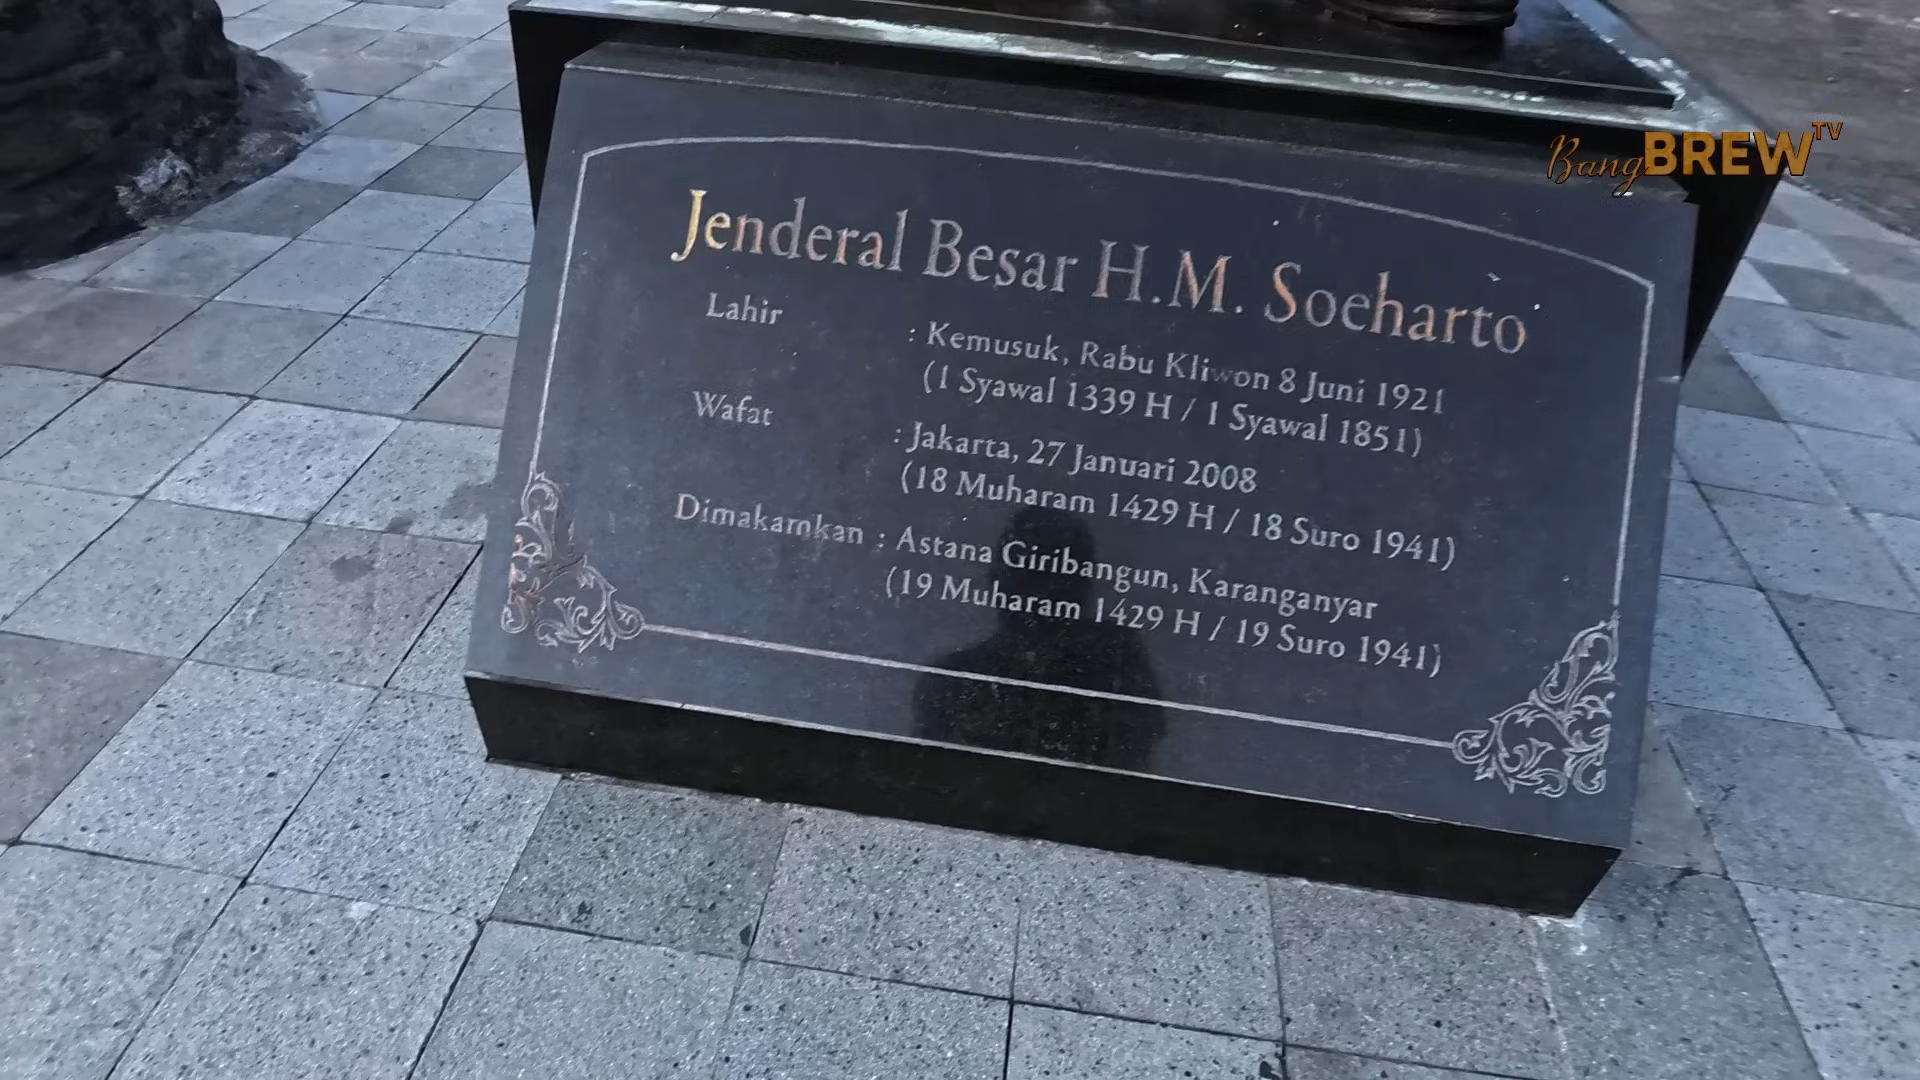 BangBREW TV
Jenderal Besar H.M. Soeharto
Lahir : Kemusuk, Rabu Kliwon 8 Juni 1921
(1 Syawal 1339 H / 1 Syawal 1851)
Wafat : Jakarta, 27 Januari 2008
(18 Muharam 1429 H / 18 Suro 1941)
Dimakamkan : Astana Giribangun, Karanganyar
(19 Muharam 1429 H / 19 Suro 1941)